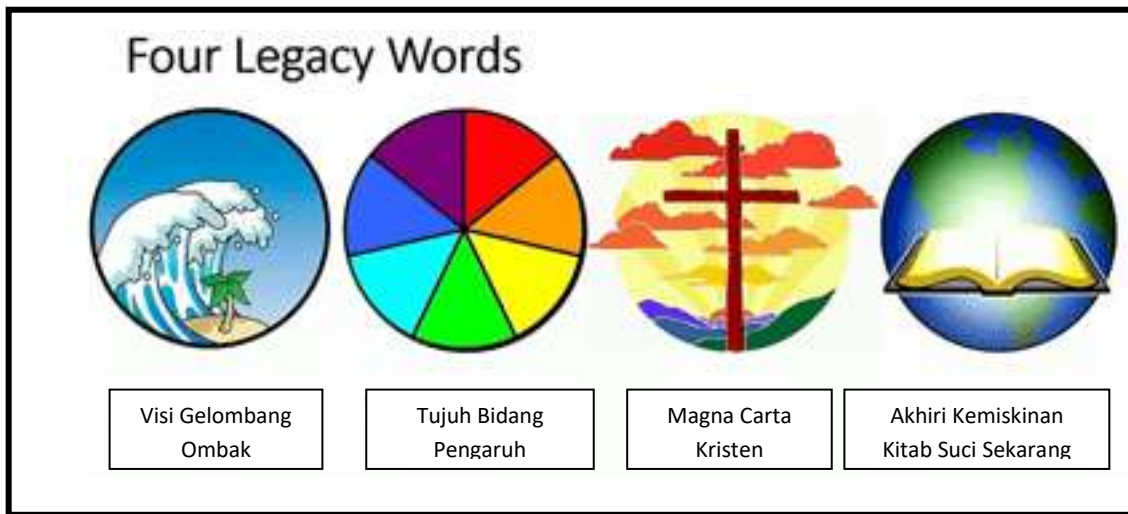 Four Legacy Words
Visi Gelombang
Ombak
Tujuh Bidang
Pengaruh
Magna Carta
Kristen
Akhiri Kemiskinan
Kitab Suci Sekarang